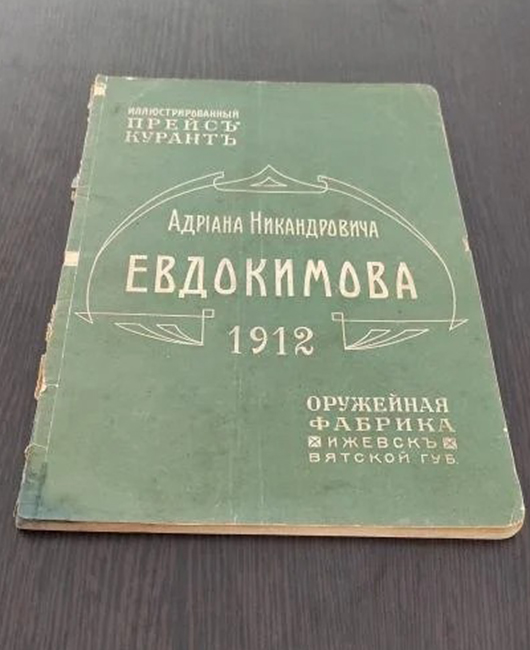 ИЛЛЮСТРИРОВАННЫЙ
ПРЕЙСЪ
КУРАНТЪ
АДРІАНА НИКАНДРОВИЧА
ЕВДОКИМОВА
1912
ОРУЖЕЙНАЯ
ФАБРИКА
ИЖЕВСКЪ
ВЯТСКОЙ ГУБ.